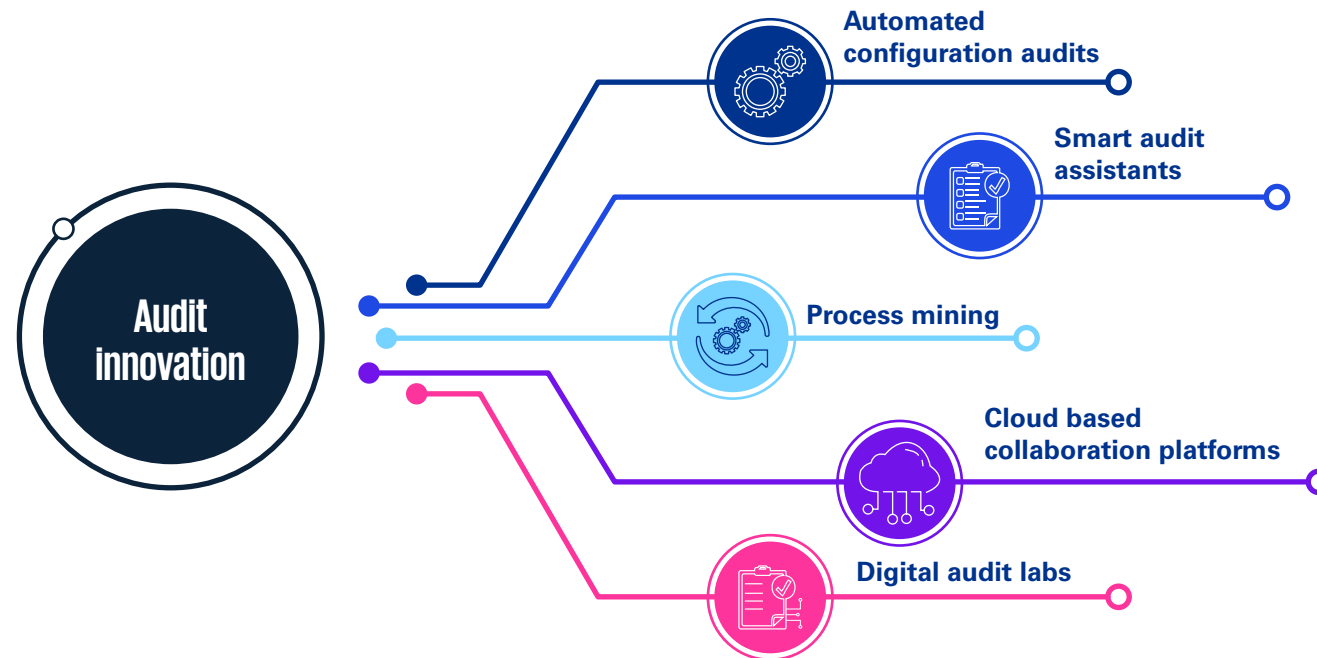 Audit
innovation
Automated
configuration audits
Smart audit
assistants
Process mining
Cloud based
collaboration platforms
Digital audit labs